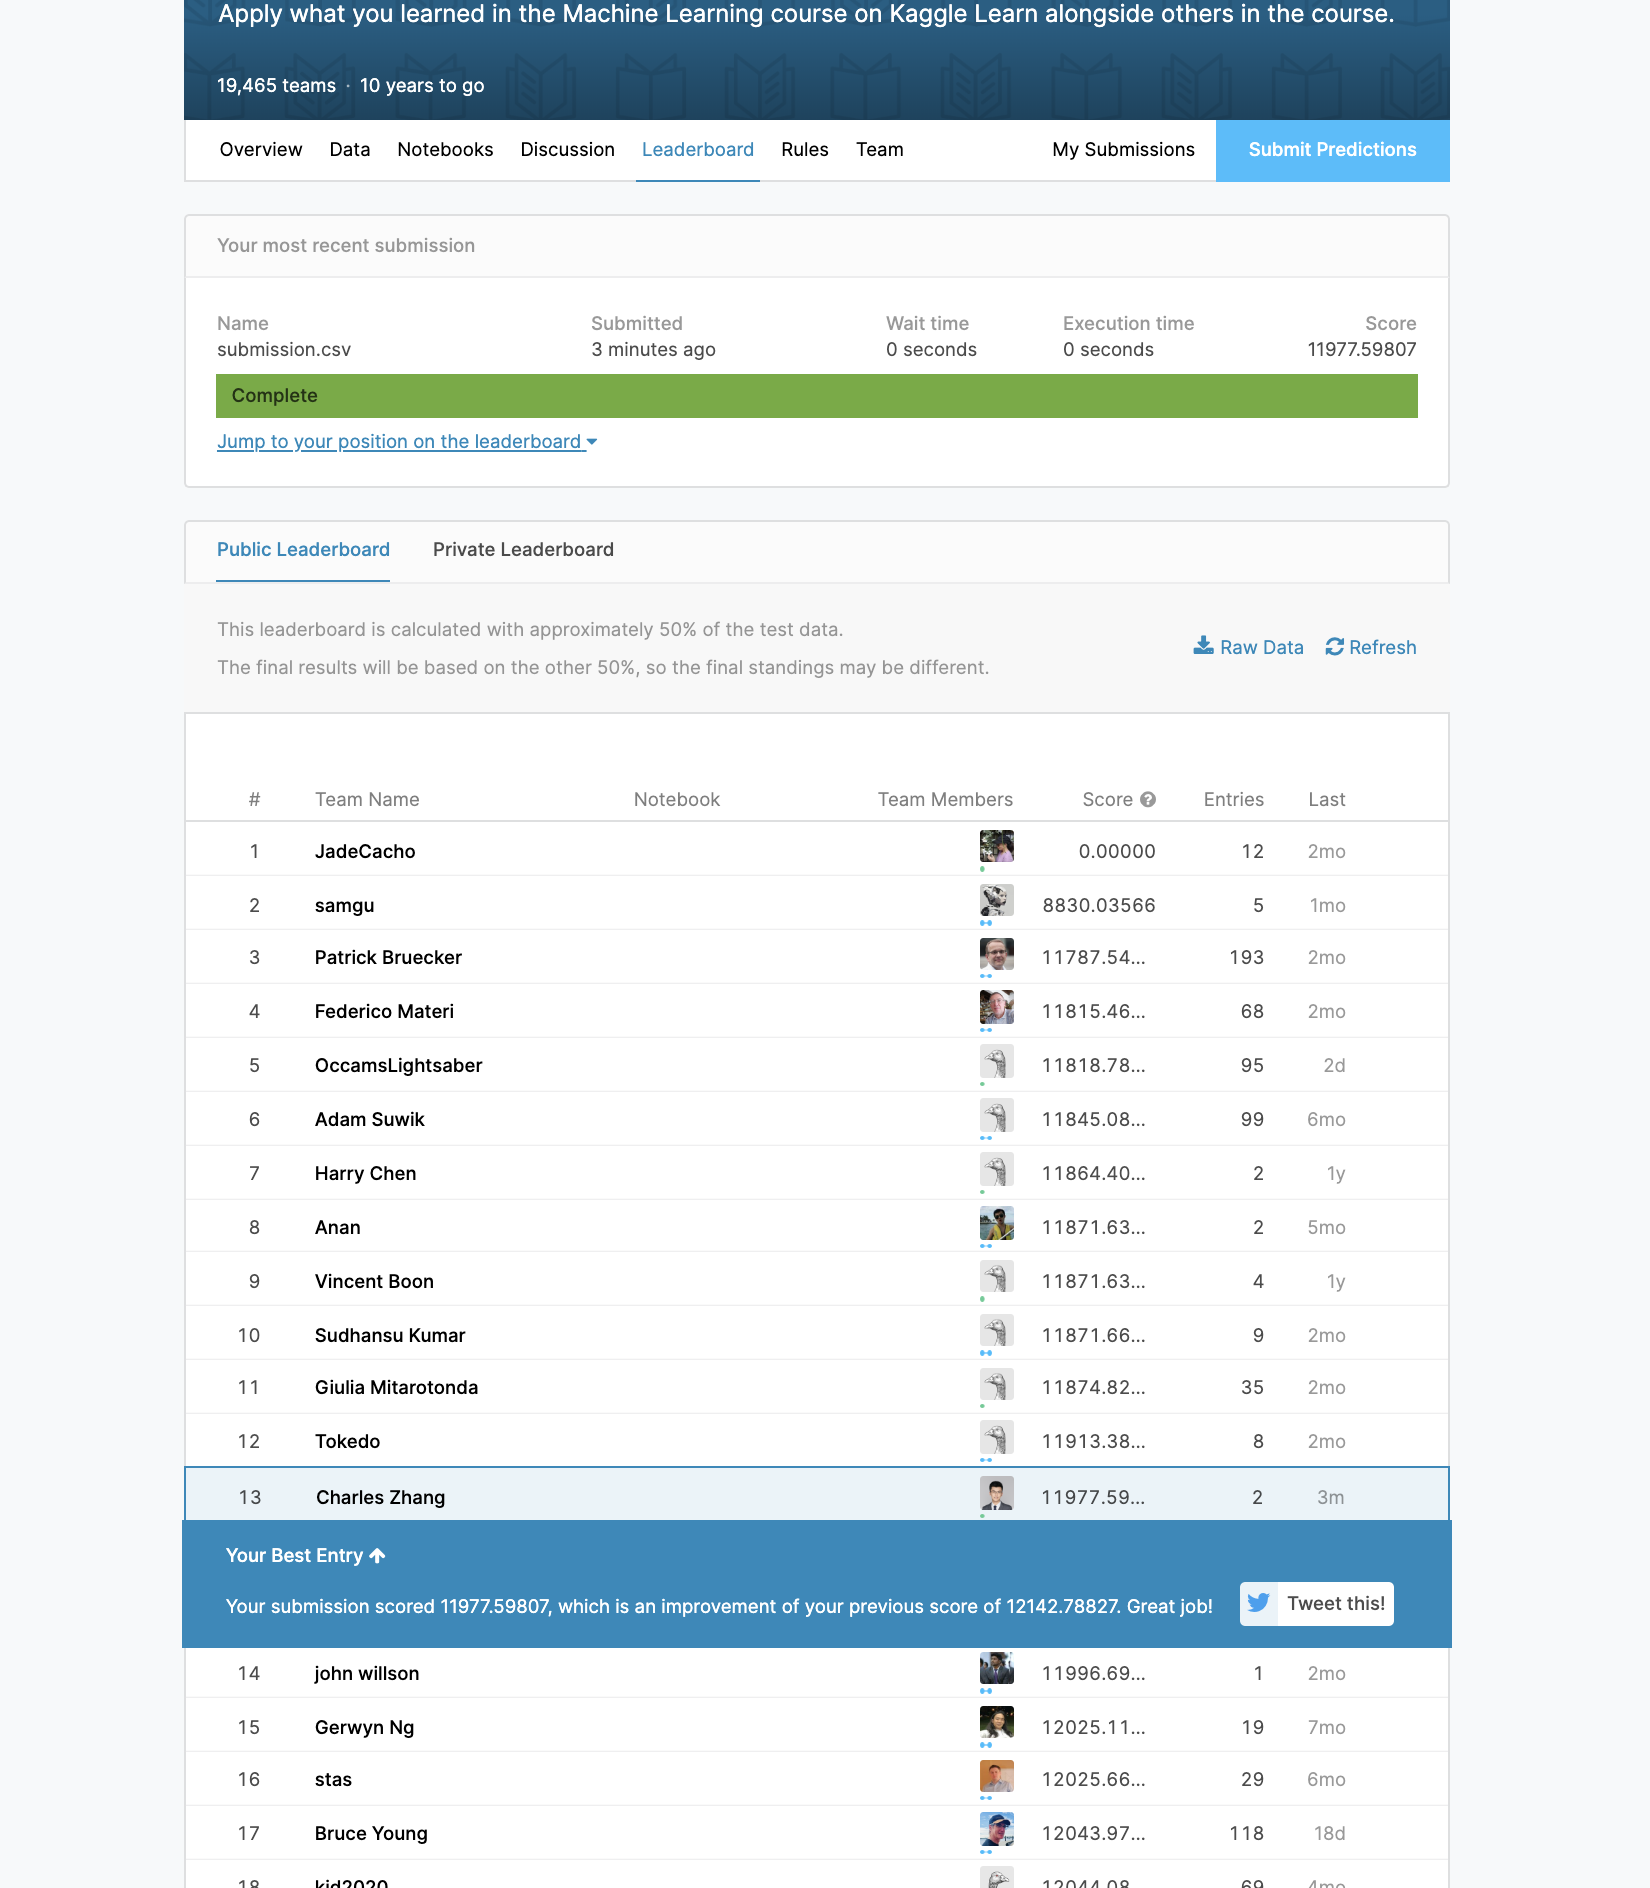 Apply what you learned in the Machine Learning course on Kaggle Learn alongside others in the course.
19,465 teams · 10 years to go
Overview Data Notebooks Discussion Leaderboard Rules Team My Submissions Submit Predictions
Your most recent submission
Name Submitted Wait time Execution time Score
submission.csv 3 minutes ago 0 seconds 0 seconds 11977.59807
Complete
Jump to your position on the leaderboard
Public Leaderboard Private Leaderboard
This leaderboard is calculated with approximately 50% of the test data.
The final results will be based on the other 50%, so the final standings may be different.
Raw Data Refresh
# Team Name Notebook Team Members Score Entries Last
1 JadeCacho 0.00000 12 2mo
2 samgu 8830.03566 5 1mo
3 Patrick Bruecker 11787.54... 193 2mo
4 Federico Materi 11815.46... 68 2mo
5 OccamsLightsaber 11818.78... 95 2d
6 Adam Suwik 11845.08... 99 6mo
7 Harry Chen 11864.40... 2 1y
8 Anan 11871.63... 2 5mo
9 Vincent Boon 11871.63... 4 1y
10 Sudhansu Kumar 11871.66... 9 2mo
11 Giulia Mitarotonda 11874.82... 35 2mo
12 Tokedo 11913.38... 8 2mo
13 Charles Zhang 11977.59... 2 3m
Your Best Entry
Your submission scored 11977.59807, which is an improvement of your previous score of 12142.78827. Great job! Tweet this!
14 john willson 11996.69... 1 2mo
15 Gerwyn Ng 12025.11... 19 7mo
16 stas 12025.66... 29 6mo
17 Bruce Young 12043.97... 118 18d
18 kid2020 12044.08... 69 4mo